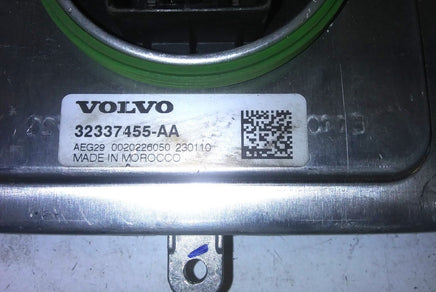 VOLVO
32337455-AA
AEG29 0020226050 230110
MADE IN MOROCCO